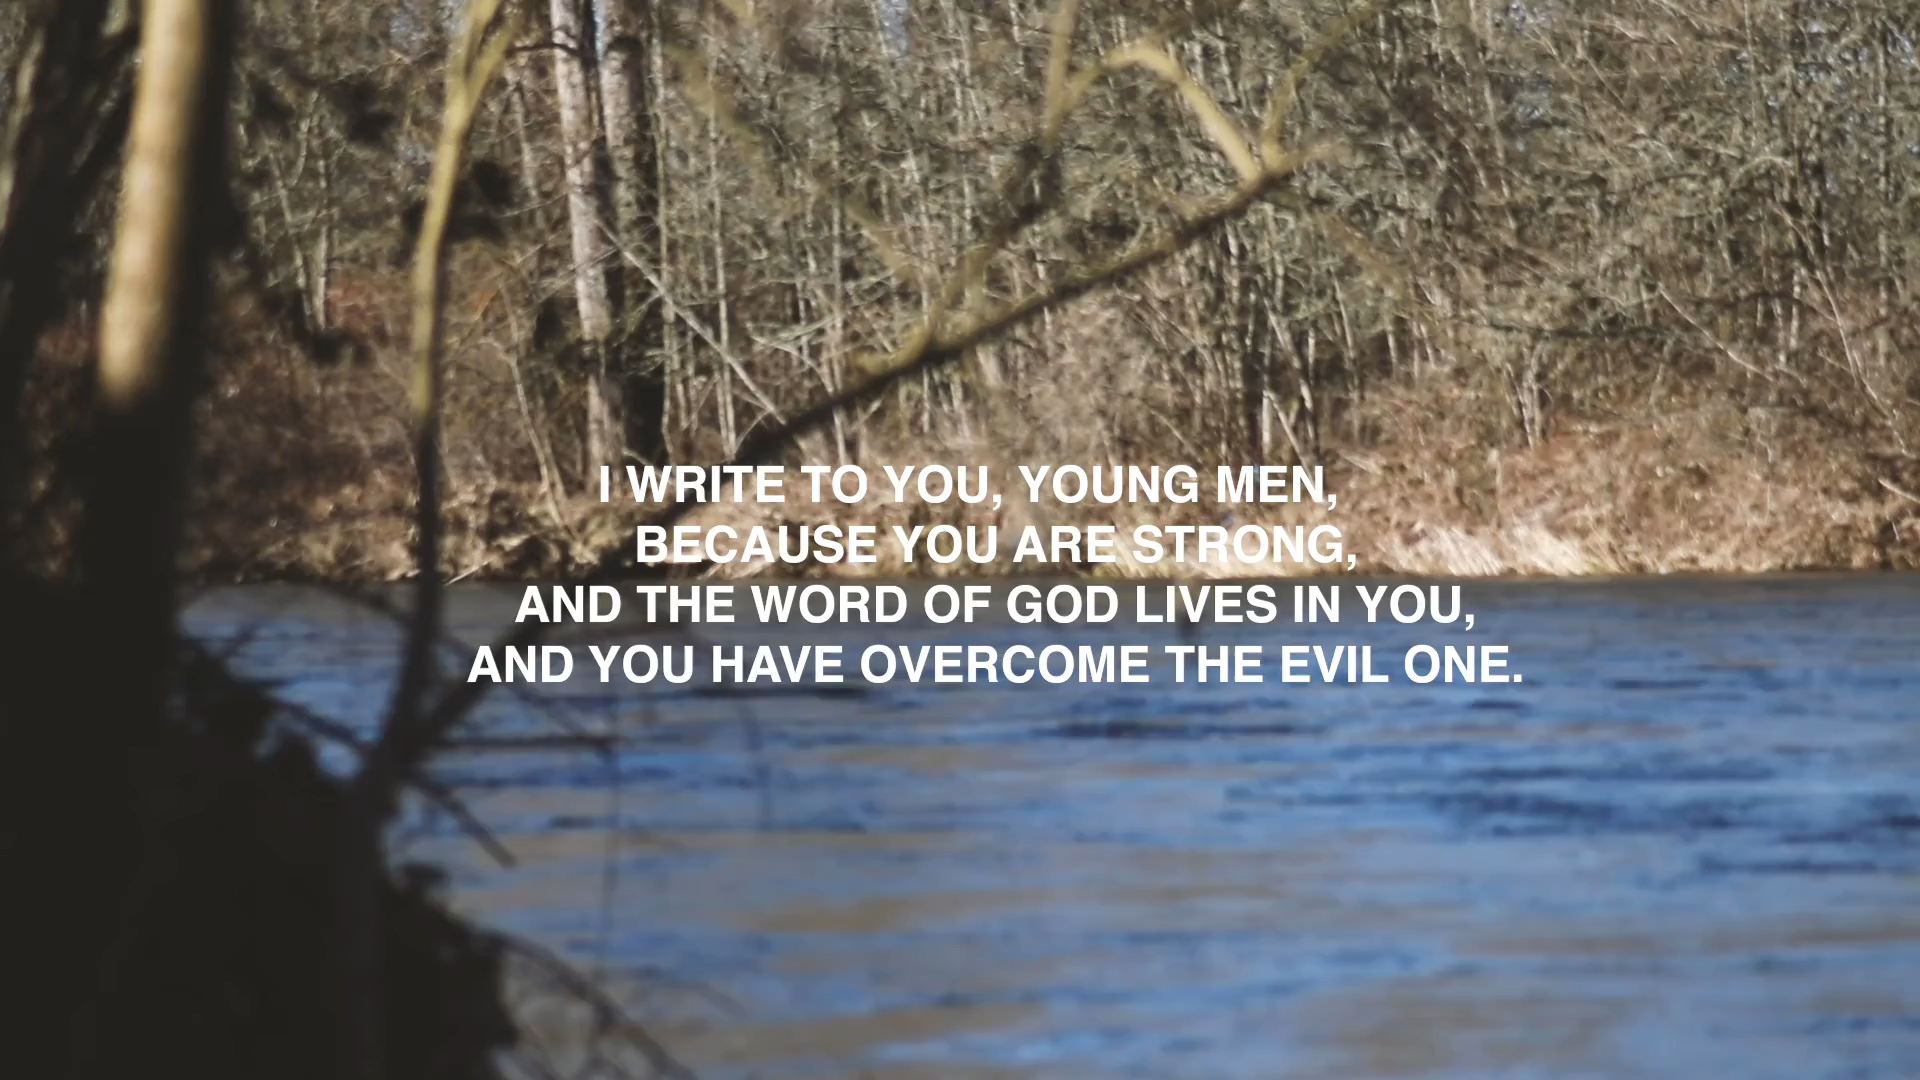 I WRITE TO YOU, YOUNG MEN,
BECAUSE YOU ARE STRONG,
AND THE WORD OF GOD LIVES IN YOU,
AND YOU HAVE OVERCOME THE EVIL ONE.